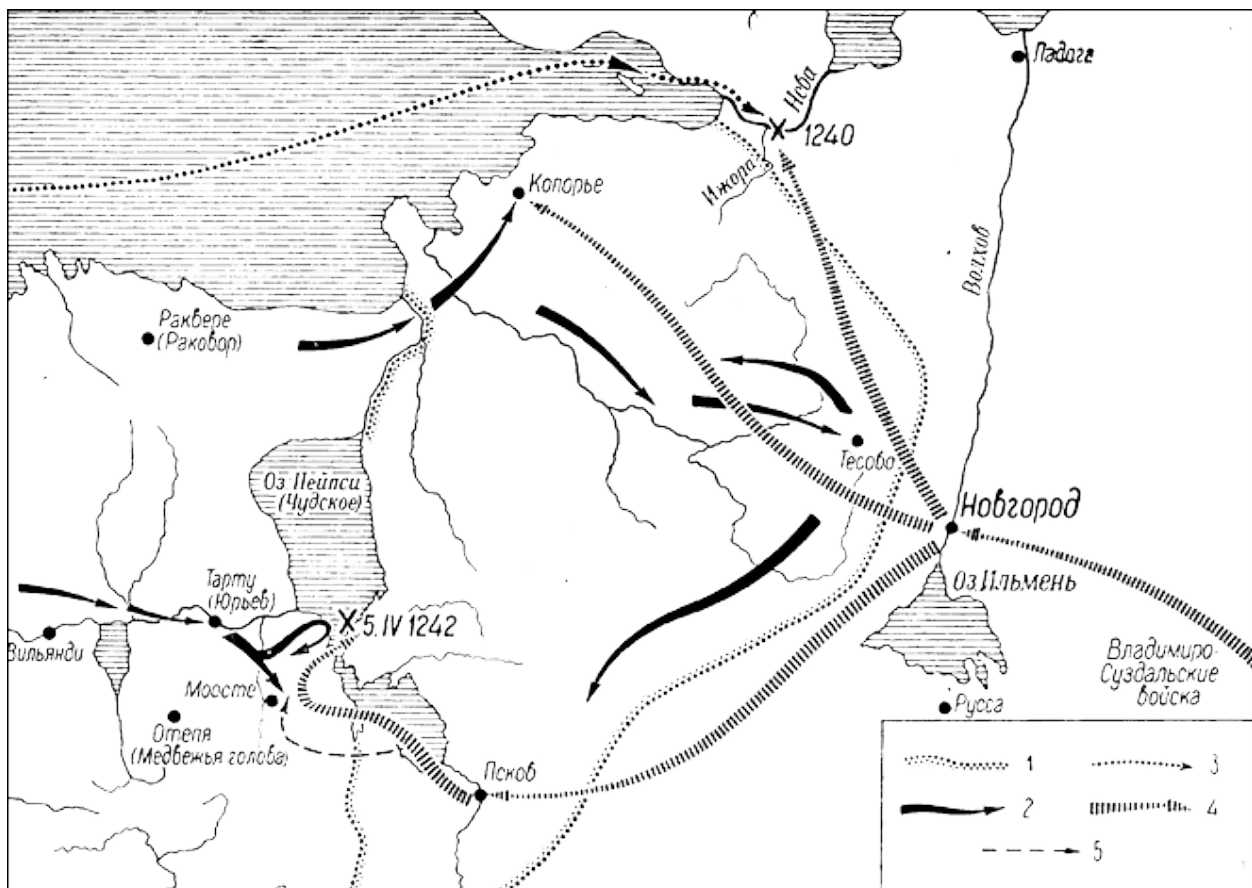 Ладога
Нева
1240
Копорье
Ижора
Волхов
Раквере
(Раковор)
Тесово
Оз. Пейпси
(Чудское)
Новгород
Оз. Ильмень
Тарту
(Юрьев)
5. IV 1242
Вильянди
Владимиро-
Суздальские
войска
Моосте
Русса
Отепя
(Медвежья голова)
Псков
1
3
2
4
5